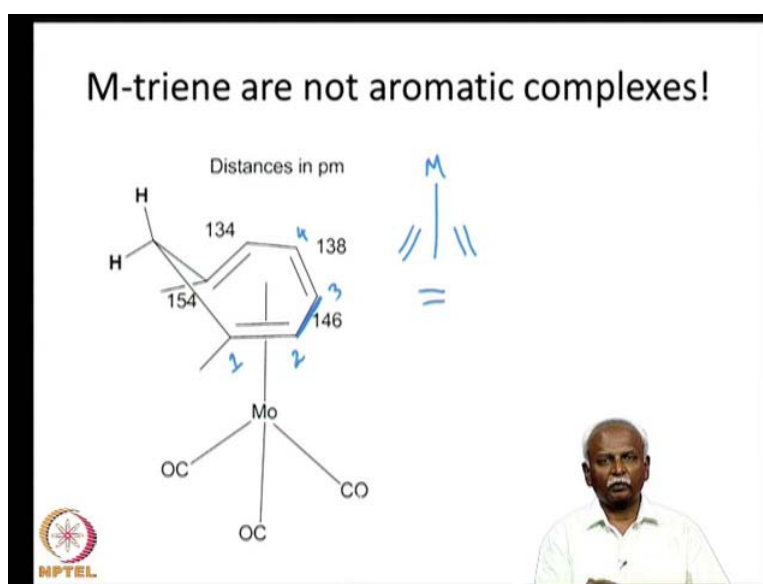 M-triene are not aromatic complexes!
Distances in pm
M
H
134
4
138
H
3
154
146
1
2
Mo
OC
CO
OC
NPTEL